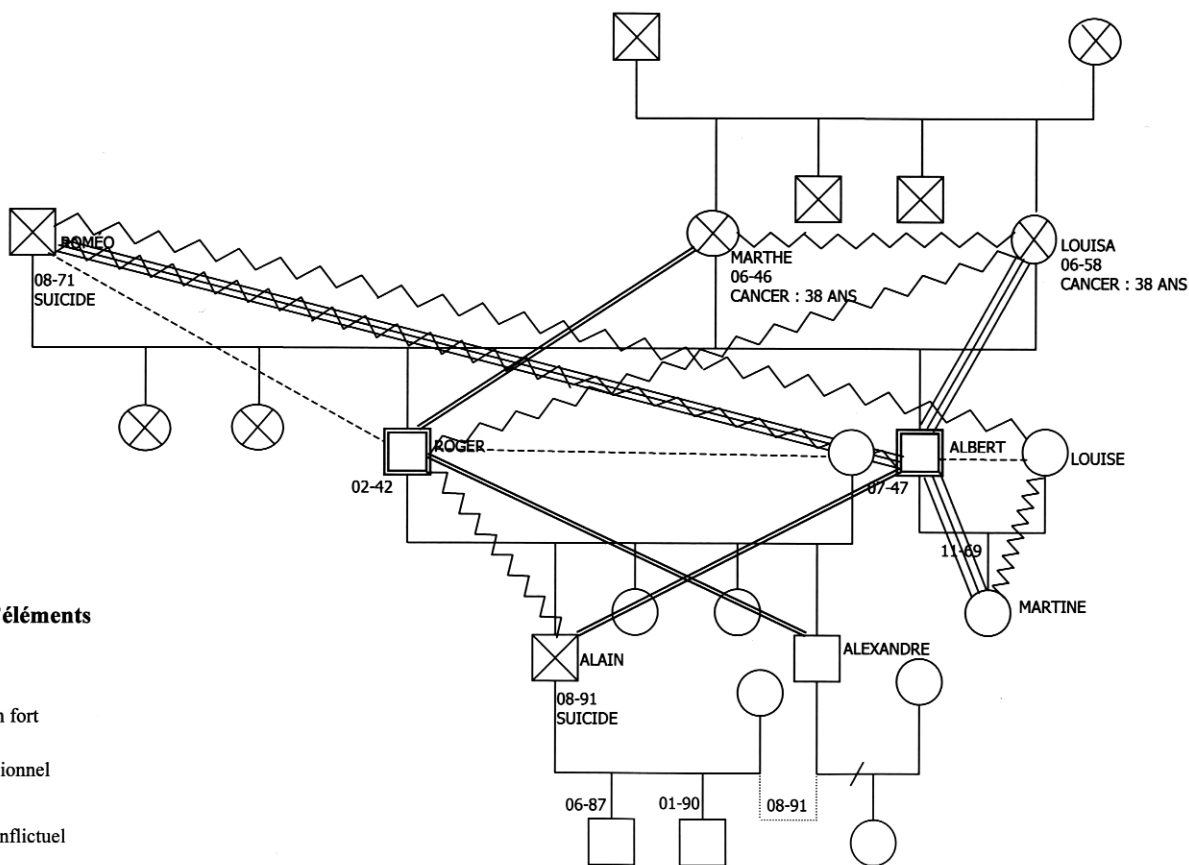 ROMÉO
08-71
SUICIDE
MARTHE
06-46
CANCER : 38 ANS
LOUISA
06-58
CANCER : 38 ANS
ROGER
02-42
ALBERT
07-47
LOUISE
11-69
MARTINE
ALAIN
08-91
SUICIDE
ALEXANDRE
06-87
01-90
08-91
'éléments
n fort
ionnel
nflictuel